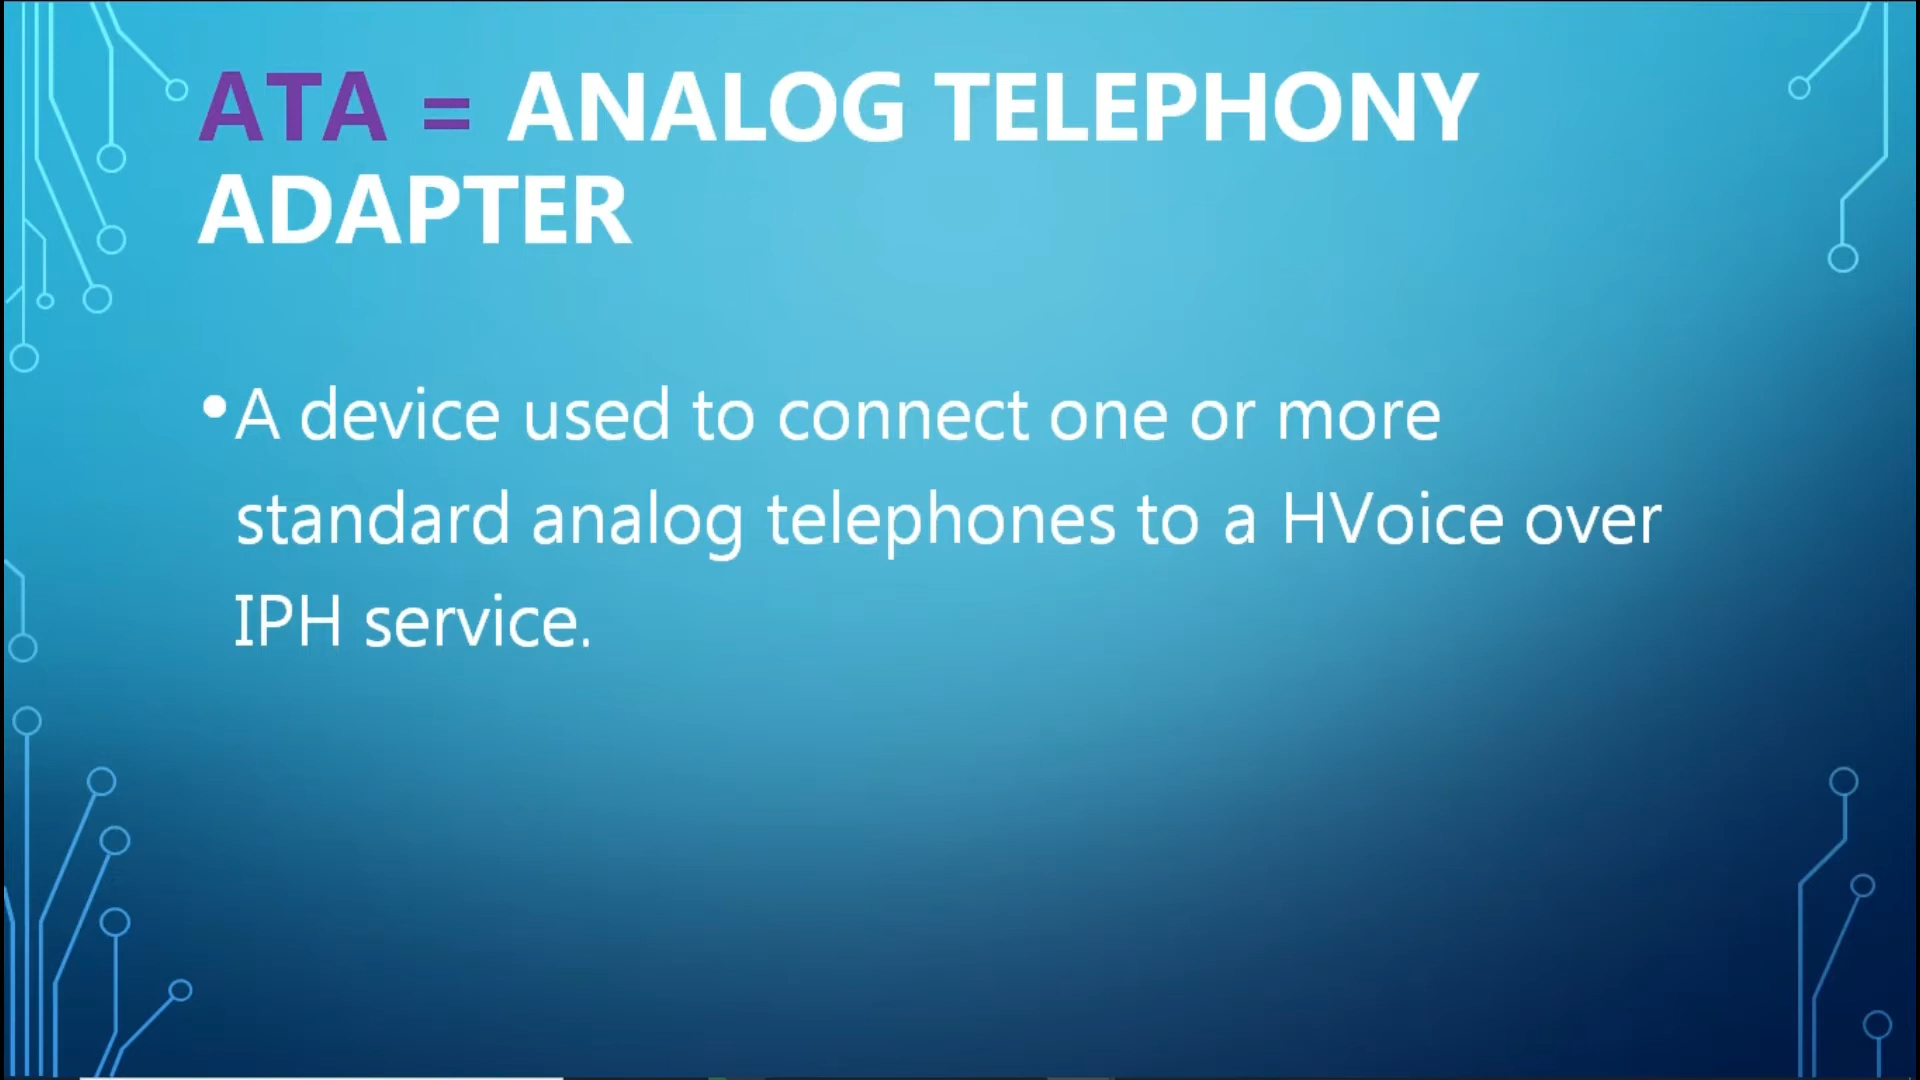 ATA = ANALOG TELEPHONY
ADAPTER
•A device used to connect one or more
standard analog telephones to a HVoice over
IPH service.